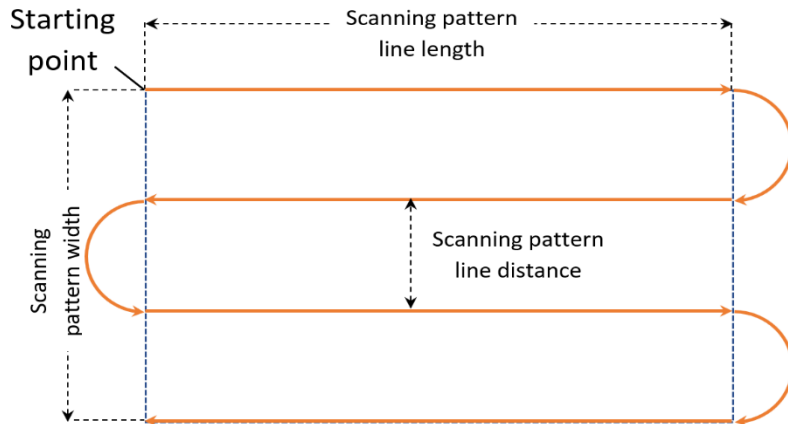 Starting
point
Scanning pattern
line length
Scanning
pattern width
Scanning pattern
line distance